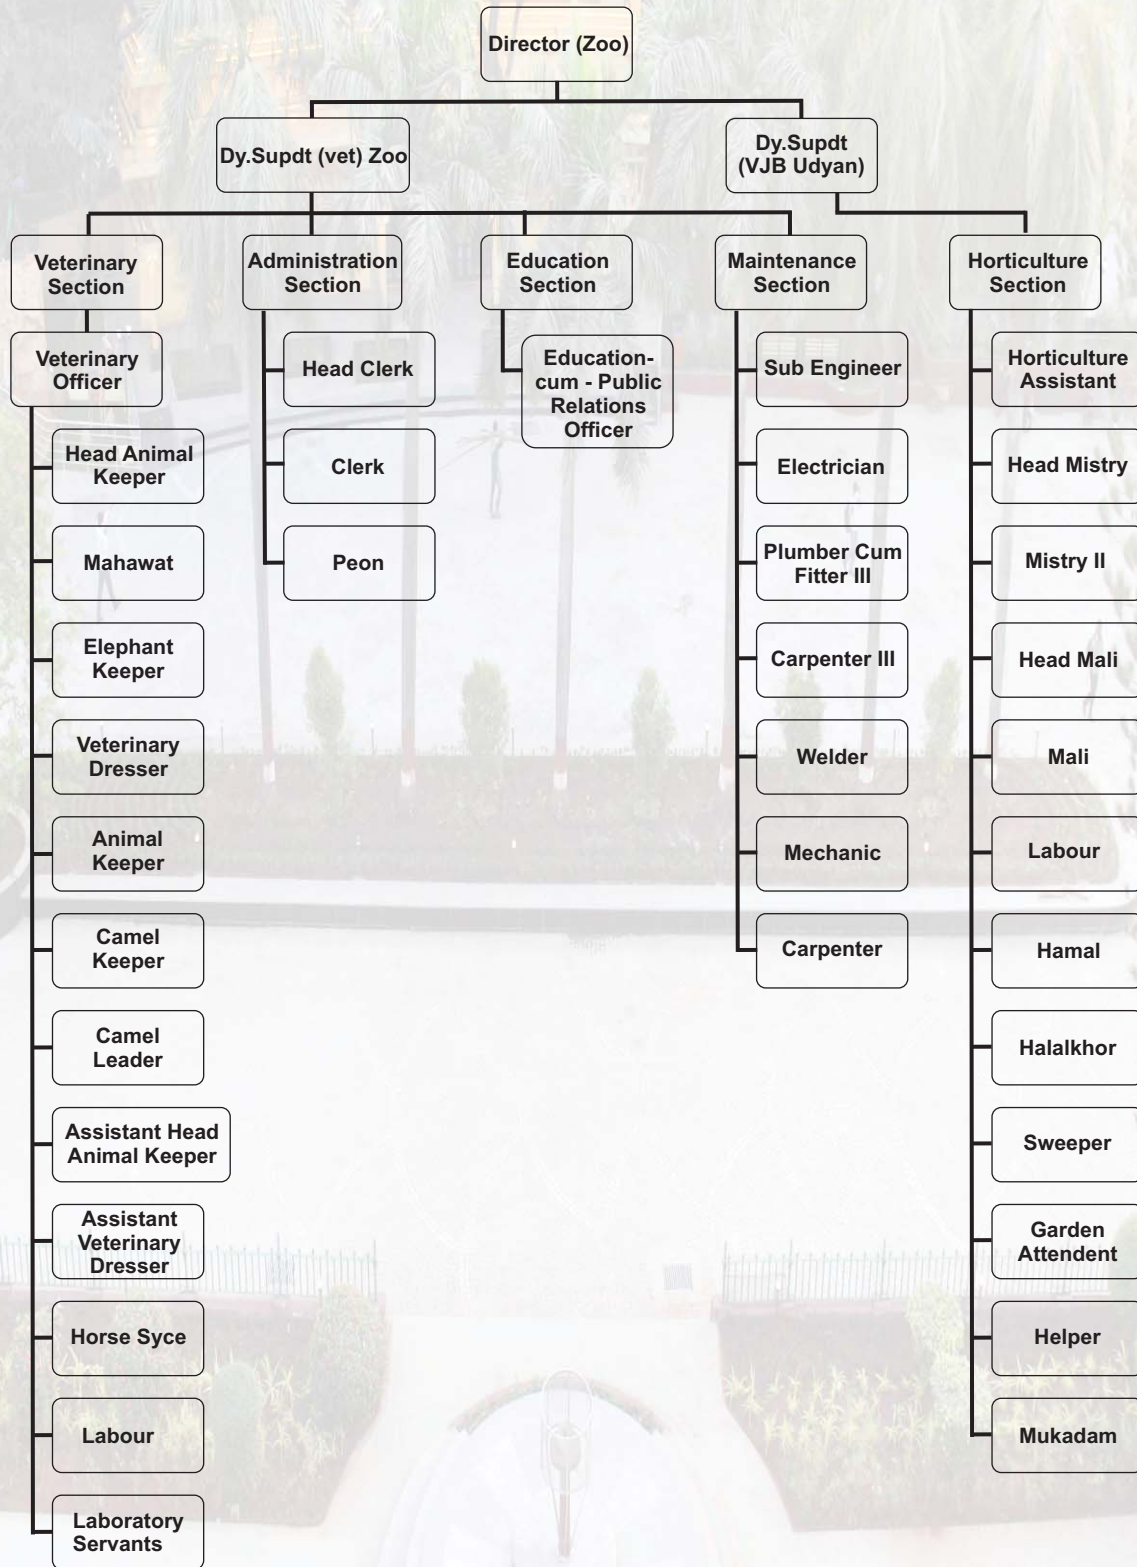 Director (Zoo)
Dy.Supdt (vet) Zoo
Dy.Supdt
(VJB Udyan)
Veterinary
Section
Administration
Section
Education
Section
Maintenance
Section
Horticulture
Section
Veterinary
Officer
Head Animal
Keeper
Mahawat
Elephant
Keeper
Veterinary
Dresser
Animal
Keeper
Camel
Keeper
Camel
Leader
Assistant Head
Animal Keeper
Assistant
Veterinary
Dresser
Horse Syce
Labour
Laboratory
Servants
Head Clerk
Clerk
Peon
Education-
cum - Public
Relations
Officer
Sub Engineer
Electrician
Plumber Cum
Fitter III
Carpenter III
Welder
Mechanic
Carpenter
Horticulture
Assistant
Head Mistry
Mistry II
Head Mali
Mali
Labour
Hamal
Halalkhor
Sweeper
Garden
Attendent
Helper
Mukadam